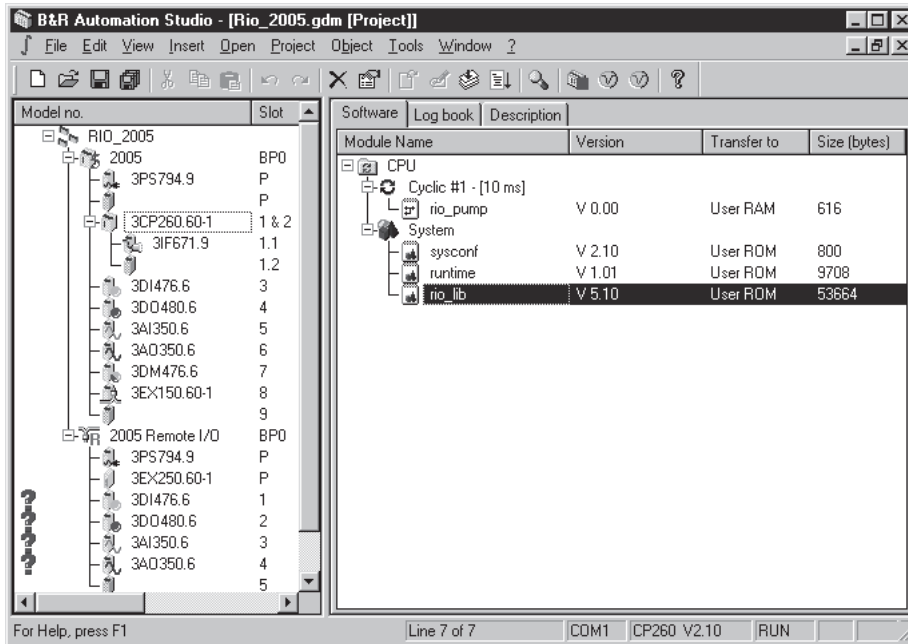 B&R Automation Studio - [Rio_2005.gdm [Project]]
File Edit View Insert Open Project Object Tools Window ?
Model no. Slot
RIO_2005
2005 BP0
3PS794.9 P
P
3CP260.60-1 1 & 2
3IF671.9 1.1
1.2
3DI476.6 3
3DO480.6 4
3AI350.6 5
3AO350.6 6
3DM476.6 7
3EX150.60-1 8
9
2005 Remote I/O BP0
3PS794.9 P
3EX250.60-1 P
3DI476.6 1
3DO480.6 2
3AI350.6 3
3AO350.6 4
5
Software Log book Description
Module Name Version Transfer to Size (bytes)
CPU
Cyclic #1 - [10 ms]
rio_pump V 0.00 User RAM 616
System
sysconf V 2.10 User ROM 800
runtime V 1.01 User ROM 9708
rio_lib V 5.10 User ROM 53664
For Help, press F1 Line 7 of 7 COM1 CP260 V2.10 RUN